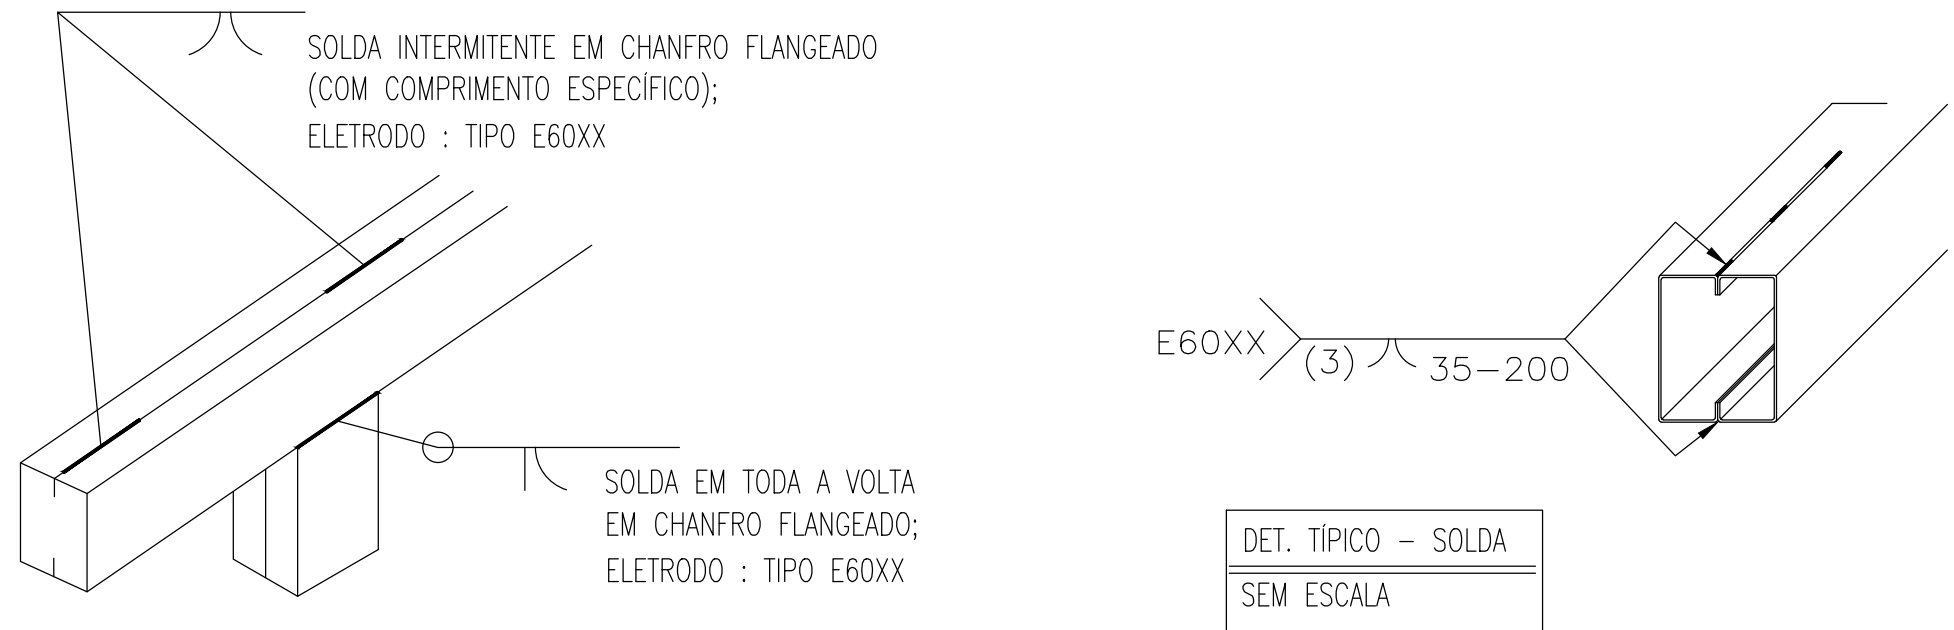 SOLDA INTERMITENTE EM CHANFRO FLANGEADO
(COM COMPRIMENTO ESPECÍFICO);
ELETRODO : TIPO E60XX
SOLDA EM TODA A VOLTA
EM CHANFRO FLANGEADO;
ELETRODO : TIPO E60XX
E60XX (3) 35-200
DET. TÍPICO - SOLDA
SEM ESCALA